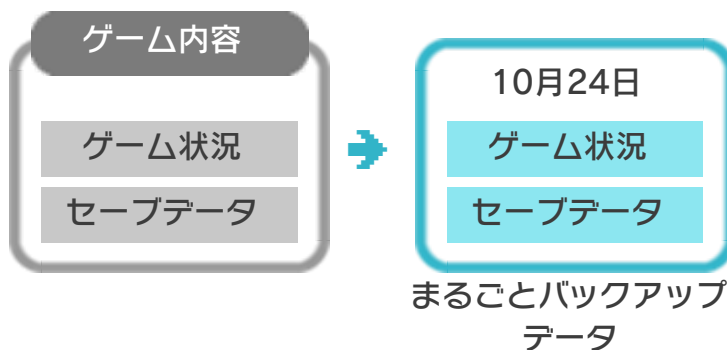 ゲーム内容
ゲーム状況
セーブデータ
10月24日
ゲーム状況
セーブデータ
まるごとバックアップ
データ